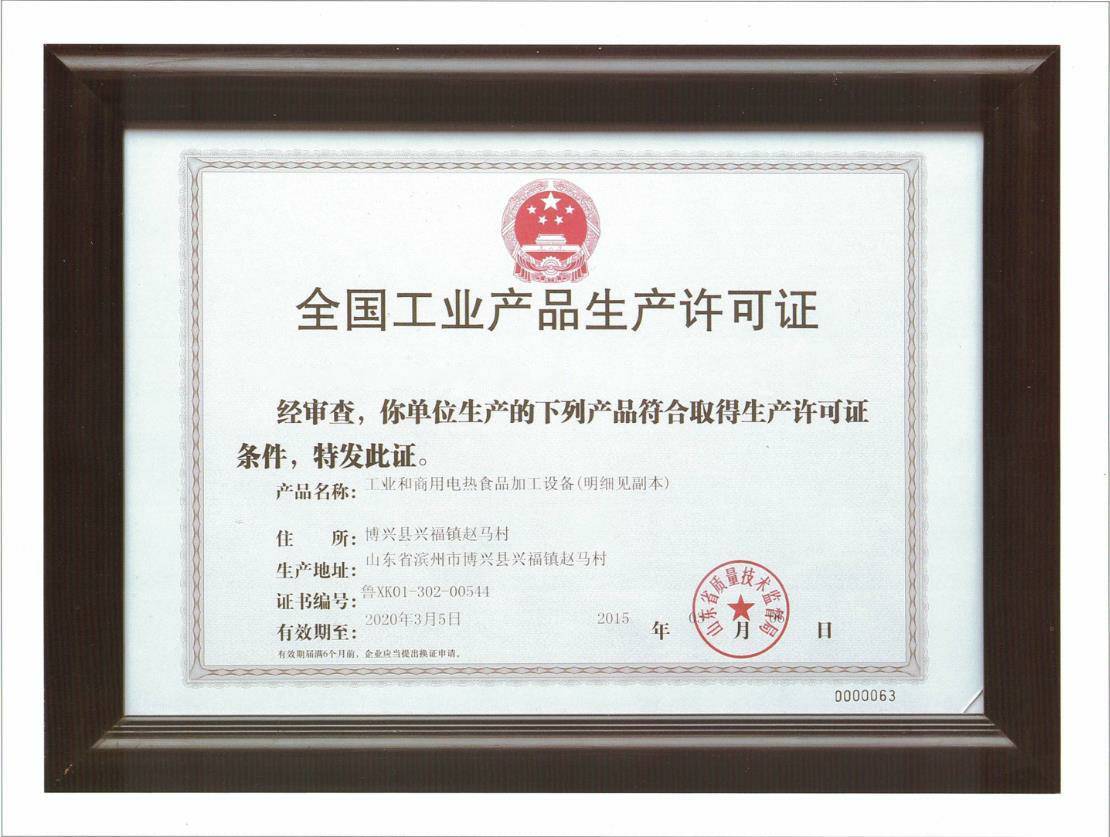 全国工业产品生产许可证
经审查，你单位生产的下列产品符合取得生产许可证
条件，特发此证。
产品名称：工业和商用电热食品加工设备(明细见副本)
住 所：博兴县兴福镇赵马村
生产地址：山东省滨州市博兴县兴福镇赵马村
证书编号：鲁XK01-302-00544
有效期至：2020年3月5日
2015 年 月 日
山东省质量技术监督局
有效期届满6个月前，企业应当提出换证申请。
D000063